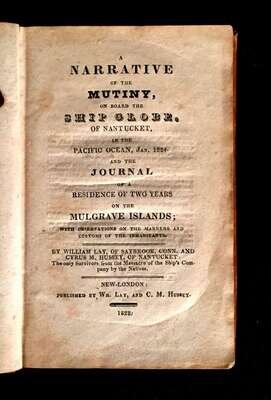 A
NARRATIVE
OF THE
MUTINY,
ON BOARD THE
SHIP GLOBE,
OF NANTUCKET,
IN THE
PACIFIC OCEAN, JAN. 1824.
AND THE
JOURNAL
OF A
RESIDENCE OF TWO YEARS
ON THE
MULGRAVE ISLANDS;
WITH OBSERVATIONS ON THE MANNERS AND
CUSTOMS OF THE INHABITANTS.
BY WILLIAM LAY, OF SAYBROOK, CONN. AND
CYRUS M. HUSSEY, OF NANTUCKET:
The only Survivors from the Massacre of the Ship's Com-
pany by the Natives.
NEW-LONDON:
PUBLISHED BY WM. LAY, AND C. M. HUSSEY.
1828.